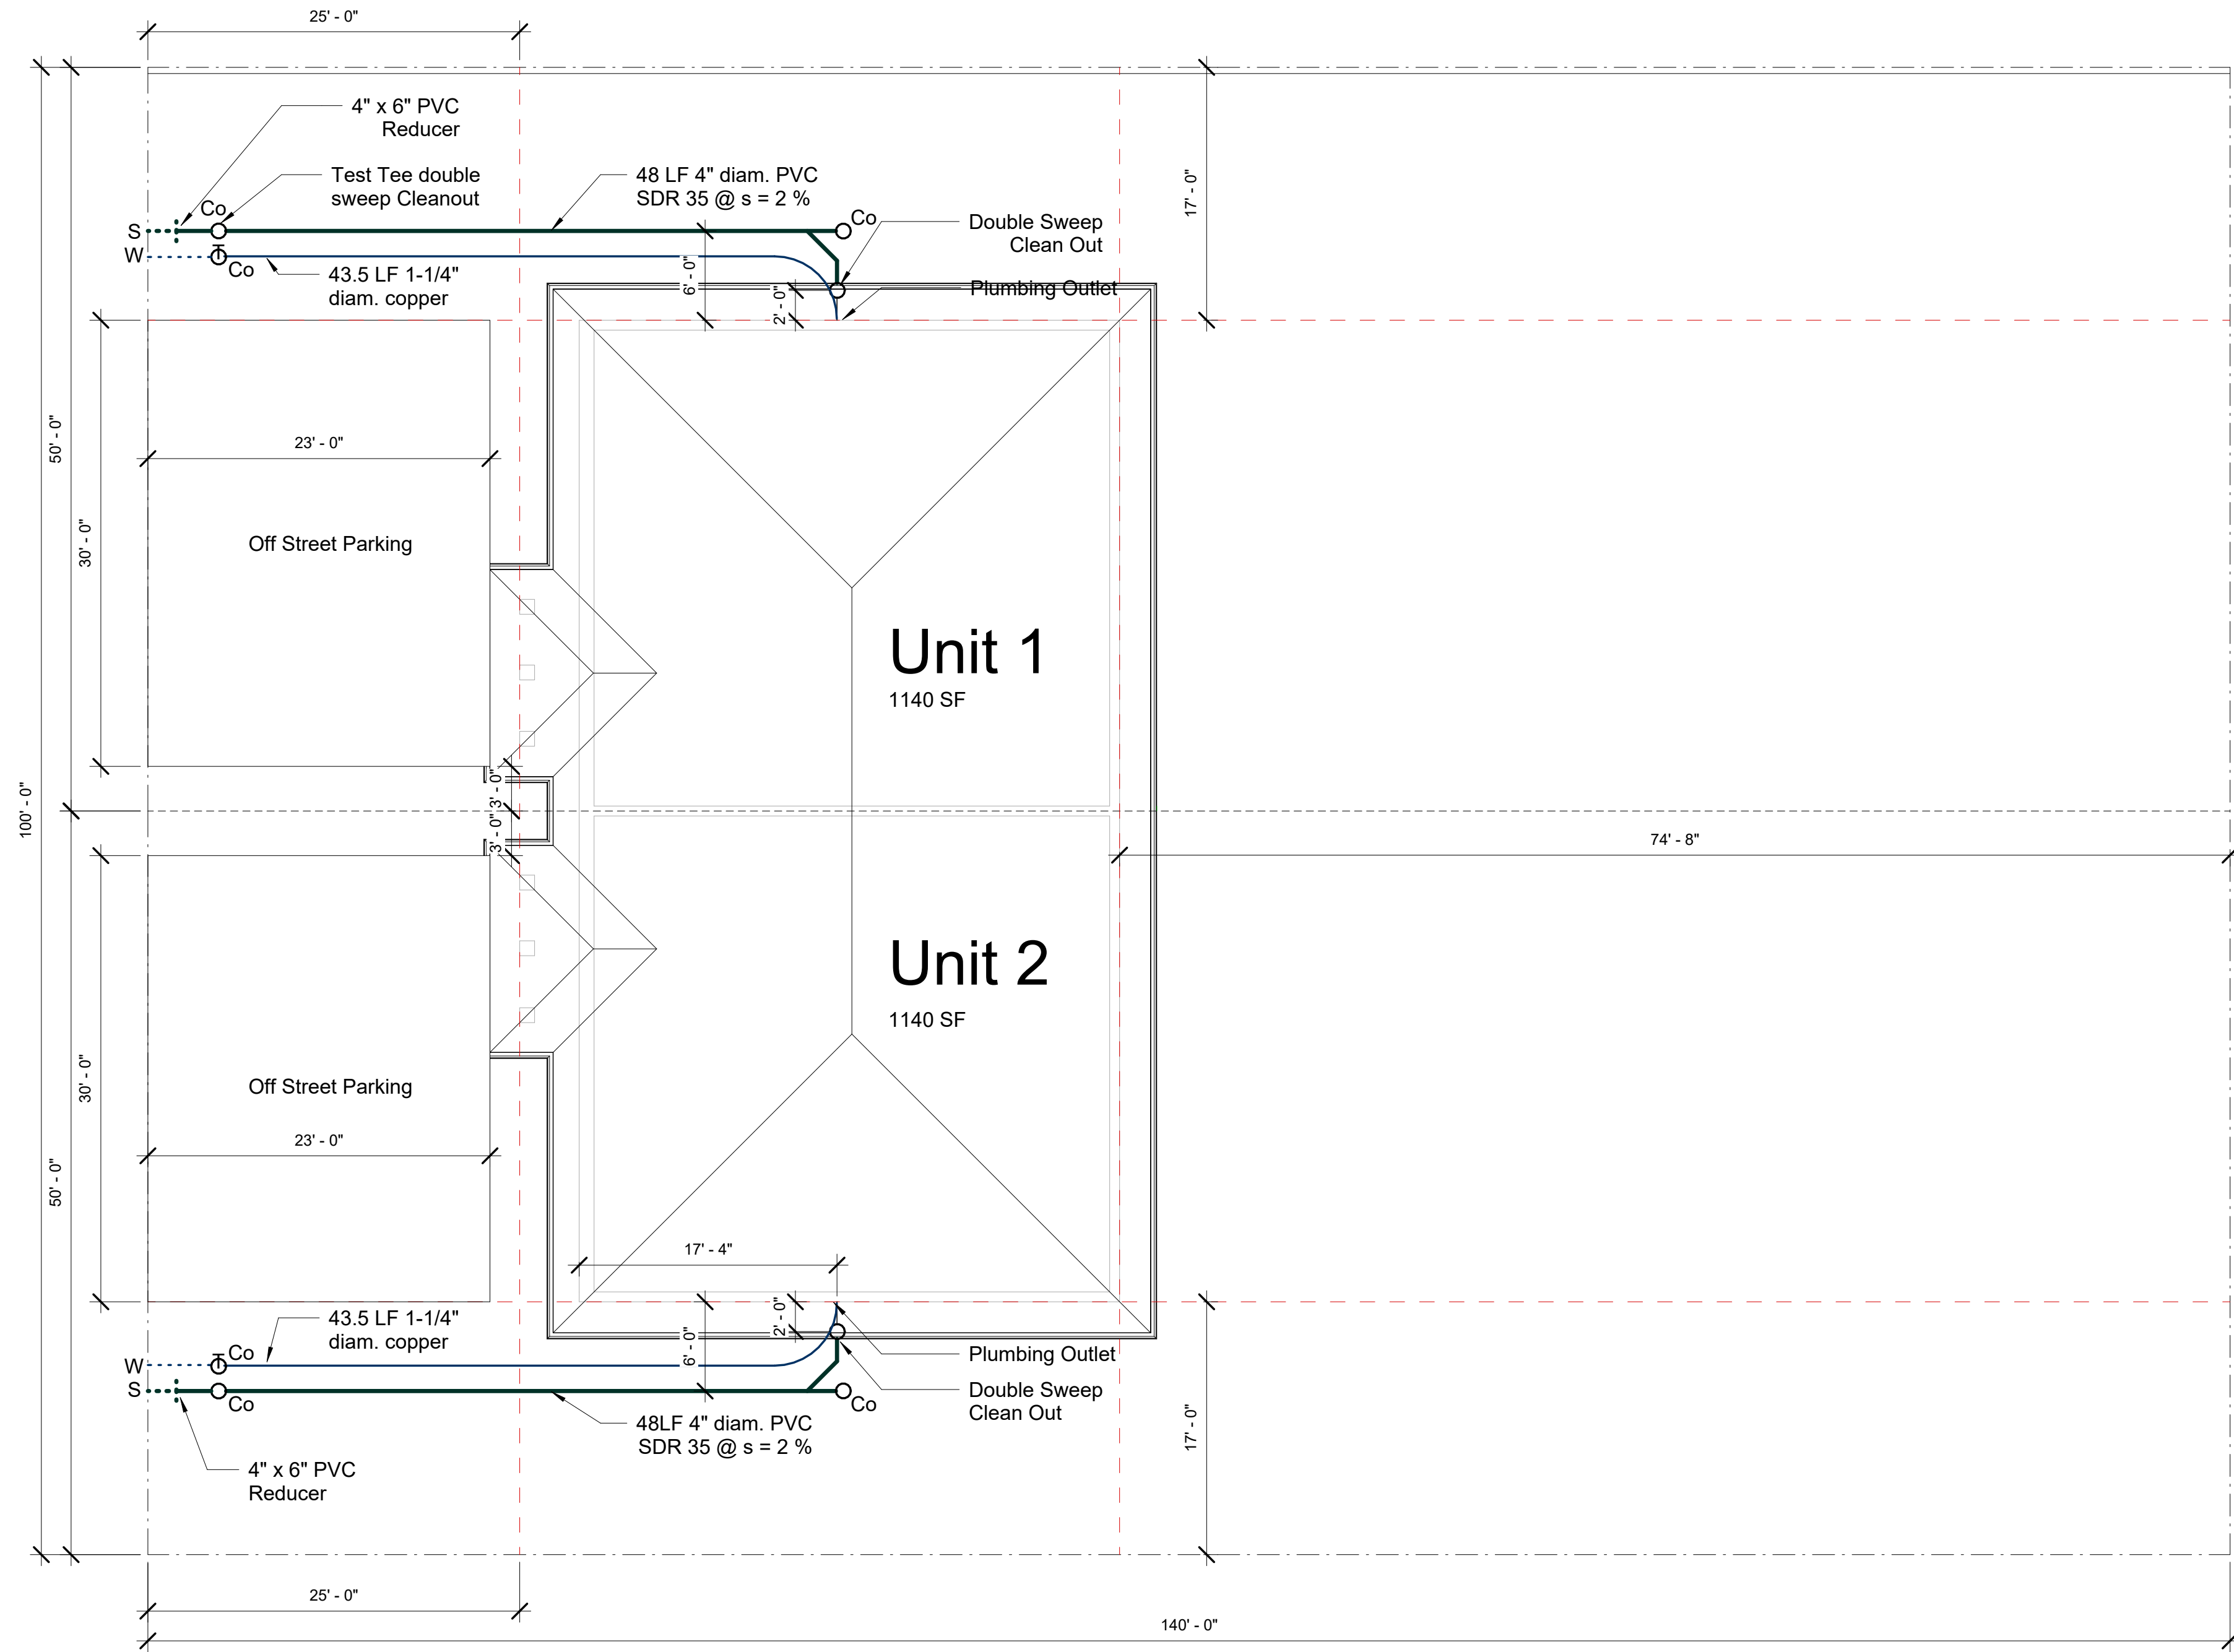 25' - 0"
4" x 6" PVC
Reducer
Test Tee double
sweep Cleanout
48 LF 4" diam. PVC
SDR 35 @ s = 2 %
Double Sweep
Clean Out
17' - 0"
Co
Co
S
W
Co
43.5 LF 1-1/4"
diam. copper
6' - 0"
2' - 0"
Plumbing Outlet
50' - 0"
23' - 0"
30' - 0"
Off Street Parking
Unit 1
1140 SF
3' - 0"
100' - 0"
3' - 0"
74' - 8"
Unit 2
1140 SF
30' - 0"
Off Street Parking
23' - 0"
50' - 0"
17' - 4"
43.5 LF 1-1/4"
diam. copper
2' - 0"
6' - 0"
W
Co
S
Co
Plumbing Outlet
Double Sweep
Clean Out
Co
48LF 4" diam. PVC
SDR 35 @ s = 2 %
17' - 0"
4" x 6" PVC
Reducer
25' - 0"
140' - 0"